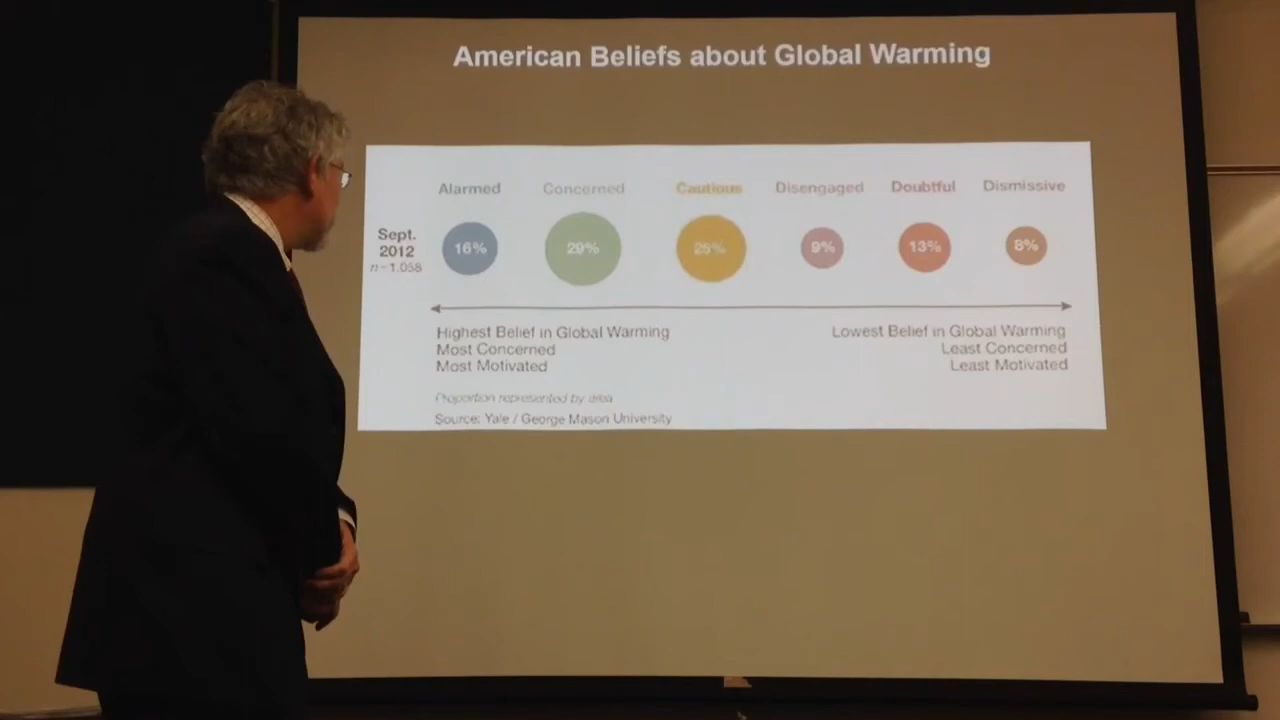 American Beliefs about Global Warming
Alarmed Concerned Cautious Disengaged Doubtful Dismissive
Sept.
2012
n=1,058
16% 29% 25% 9% 13% 8%
Highest Belief in Global Warming
Most Concerned
Most Motivated
Lowest Belief in Global Warming
Least Concerned
Least Motivated
Proportion represented by area
Source: Yale / George Mason University